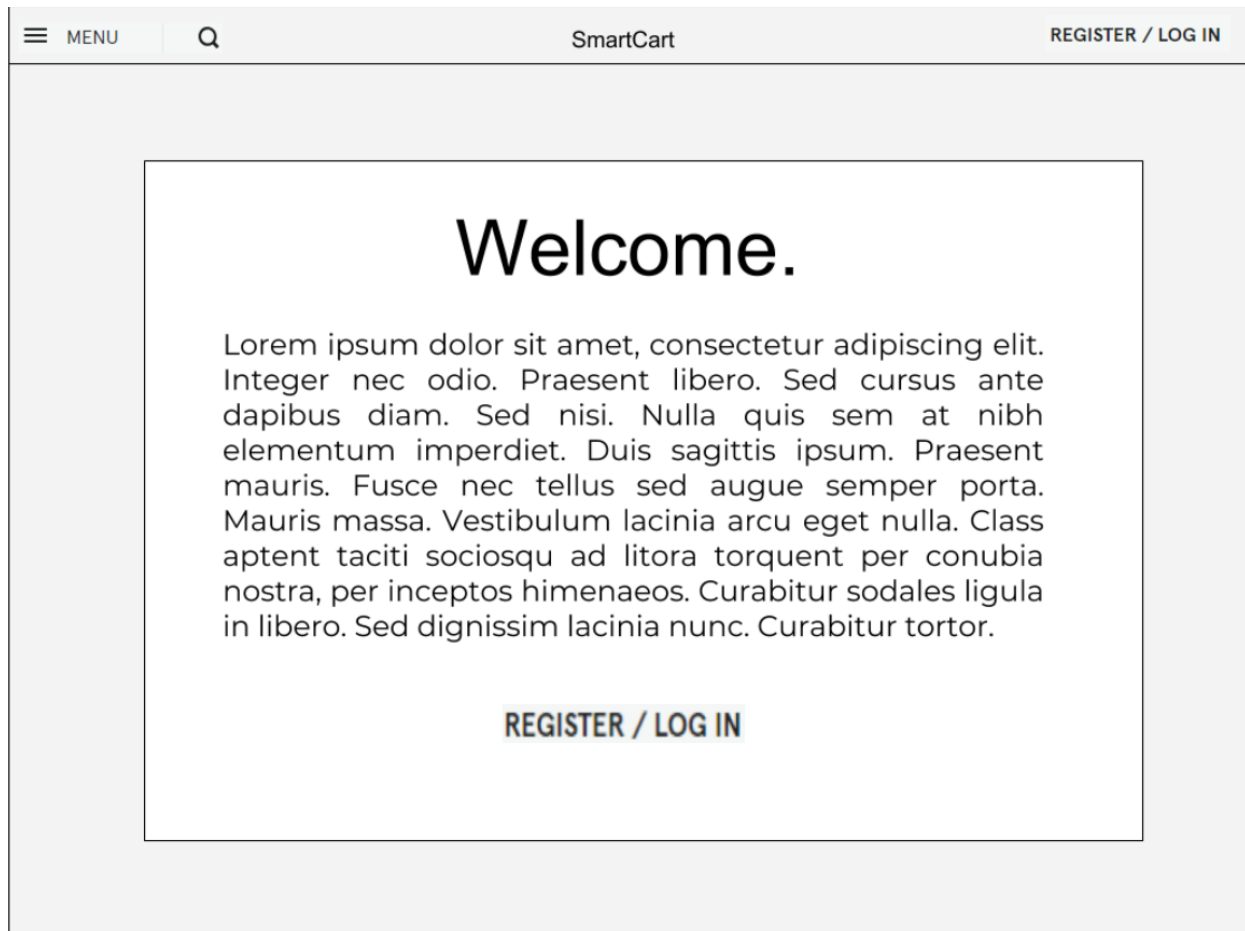 MENU
SmartCart
REGISTER / LOG IN
Welcome.
Lorem ipsum dolor sit amet, consectetur adipiscing elit.
Integer nec odio. Praesent libero. Sed cursus ante
dapibus diam. Sed nisi. Nulla quis sem at nibh
elementum imperdiet. Duis sagittis ipsum. Praesent
mauris. Fusce nec tellus sed augue semper porta.
Mauris massa. Vestibulum lacinia arcu eget nulla. Class
aptent taciti sociosqu ad litora torquent per conubia
nostra, per inceptos himenaeos. Curabitur sodales ligula
in libero. Sed dignissim lacinia nunc. Curabitur tortor.
REGISTER / LOG IN